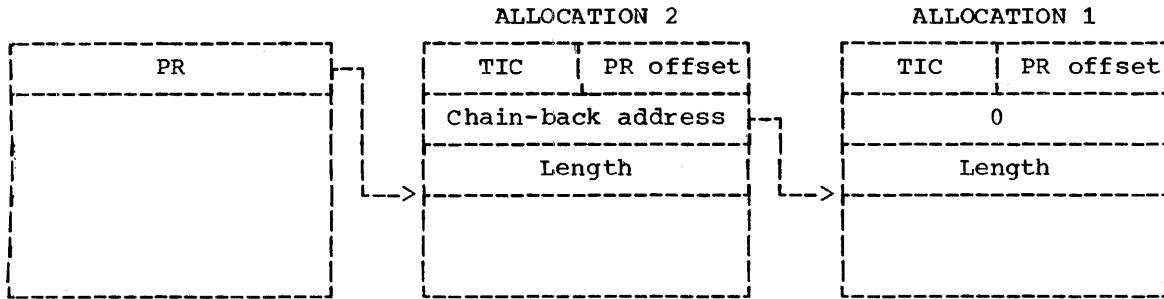 ALLOCATION 2 ALLOCATION 1
PR TIC PR offset TIC PR offset
Chain-back address 0
Length Length